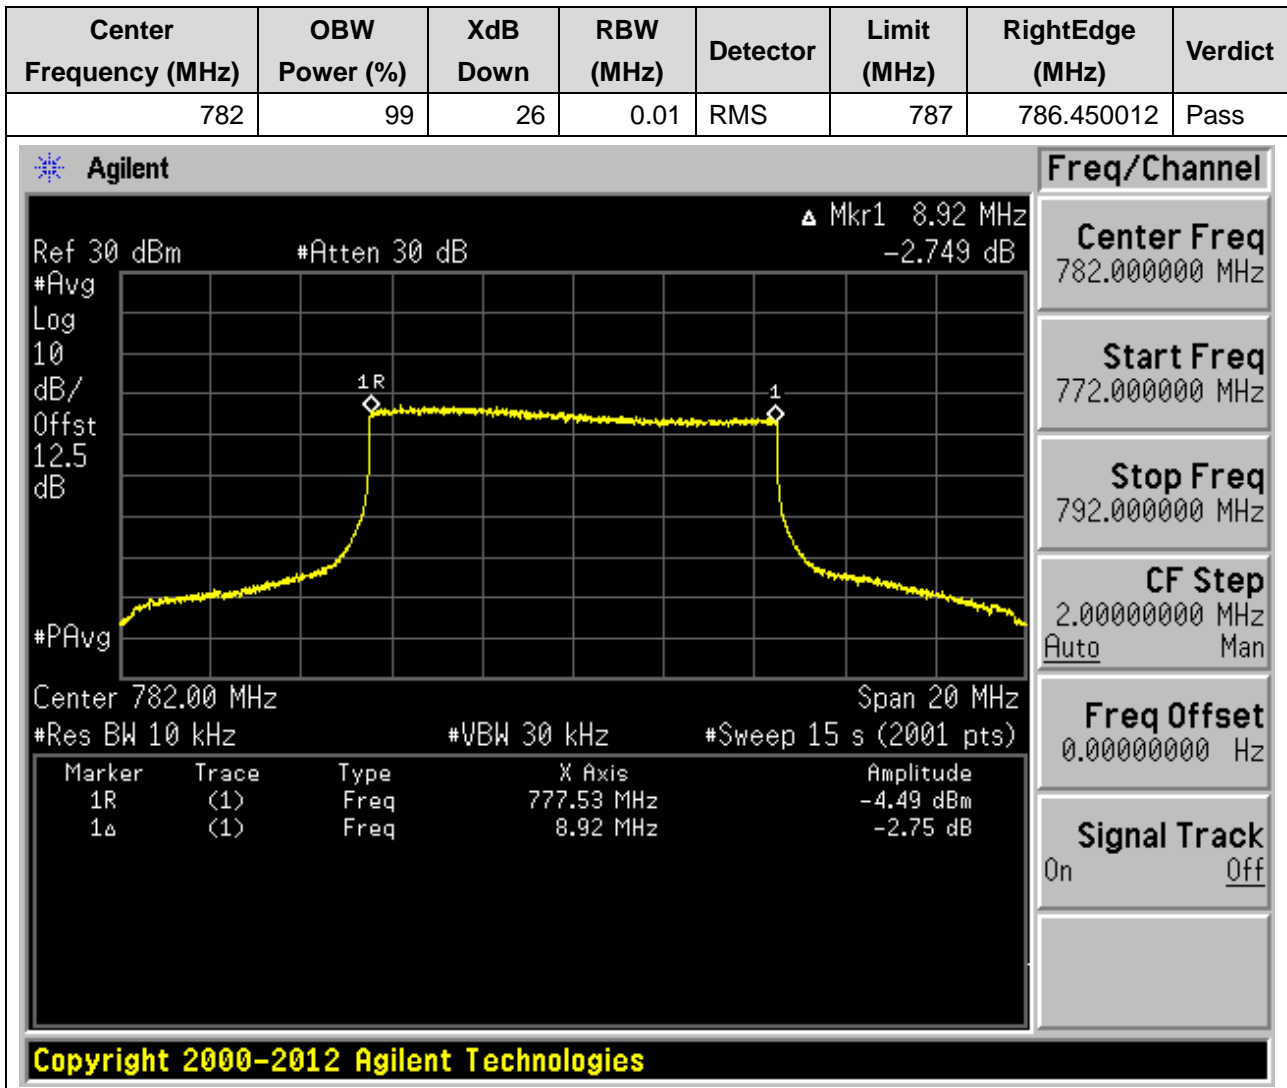 Center Frequency (MHz) OBW Power (%) XdB Down RBW (MHz) Detector Limit (MHz) RightEdge (MHz) Verdict
782 99 26 0.01 RMS 787 786.450012 Pass
Agilent
Freq/Channel
Δ Mkr1 8.92 MHz
Ref 30 dBm #Atten 30 dB -2.749 dB
#Avg
Log
10
dB/
Offst
12.5
dB
#PAvg
1R
1
Center 782.00 MHz Span 20 MHz
#Res BW 10 kHz #VBW 30 kHz #Sweep 15 s (2001 pts)
Marker Trace Type X Axis Amplitude
1R (1) Freq 777.53 MHz -4.49 dBm
1Δ (1) Freq 8.92 MHz -2.75 dB
Center Freq
782.000000 MHz
Start Freq
772.000000 MHz
Stop Freq
792.000000 MHz
CF Step
2.00000000 MHz
Auto Man
Freq Offset
0.00000000 Hz
Signal Track
On Off
Copyright 2000-2012 Agilent Technologies